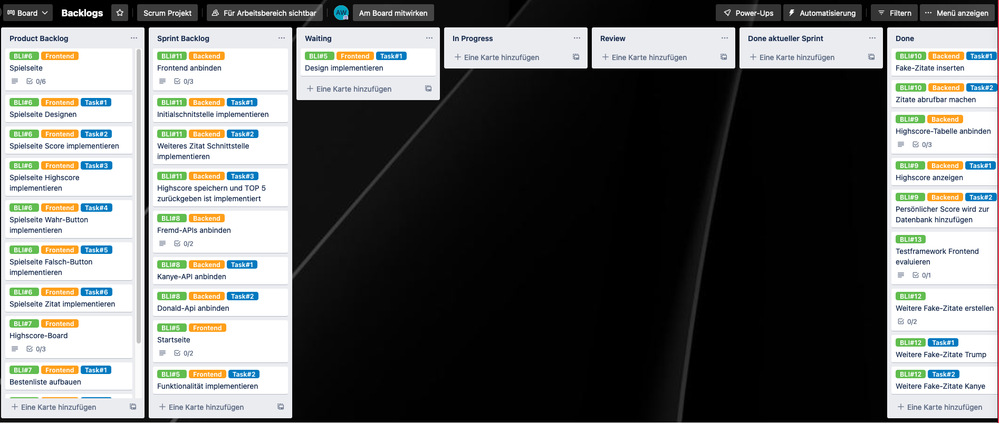 Board
Backlogs
Scrum Projekt
Für Arbeitsbereich sichtbar
AW
Am Board mitwirken
Power-Ups
Automatisierung
Filtern
Menü anzeigen
Product Backlog
BLI#6 Frontend
Spielseite
0/6
BLI#6 Frontend Task#1
Spielseite Designen
BLI#6 Frontend Task#2
Spielseite Score implementieren
BLI#6 Frontend Task#3
Spielseite Highscore
implementieren
BLI#6 Frontend Task#4
Spielseite Wahr-Button
implementieren
BLI#6 Frontend Task#5
Spielseite Falsch-Button
implementieren
BLI#6 Frontend Task#6
Spielseite Zitat implementieren
BLI#7 Frontend
Highscore-Board
0/3
BLI#7 Frontend Task#1
Bestenliste aufbauen
Eine Karte hinzufügen
Sprint Backlog
BLI#11 Backend
Frontend anbinden
0/3
BLI#11 Backend Task#1
Initialschnitstelle implementieren
BLI#11 Backend Task#2
Weiteres Zitat Schnittstelle
implementieren
BLI#11 Backend Task#3
Highscore speichern und TOP 5
zurückgeben ist implementiert
BLI#8 Backend
Fremd-APIs anbinden
0/2
BLI#8 Backend Task#1
Kanye-API anbinden
BLI#8 Backend Task#2
Donald-Api anbinden
BLI#5 Frontend
Startseite
0/2
BLI#5 Frontend Task#2
Funktionalität implementieren
Eine Karte hinzufügen
Waiting
BLI#5 Frontend Task#1
Design implementieren
Eine Karte hinzufügen
In Progress
Eine Karte hinzufügen
Review
Eine Karte hinzufügen
Done aktueller Sprint
Eine Karte hinzufügen
Done
BLI#10 Backend Task#1
Fake-Zitate inserten
BLI#10 Backend Task#2
Zitate abrufbar machen
BLI#9 Backend
Highscore-Tabelle anbinden
0/3
BLI#9 Backend Task#1
Highscore anzeigen
BLI#9 Backend Task#2
Persönlicher Score wird zur
Datenbank hinzufügen
BLI#13
Testframework Frontend
evaluieren
0/1
BLI#12
Weitere Fake-Zitate erstellen
0/2
BLI#12 Task#1
Weitere Fake-Zitate Trump
BLI#12 Task#2
Weitere Fake-Zitate Kanye
Eine Karte hinzufügen